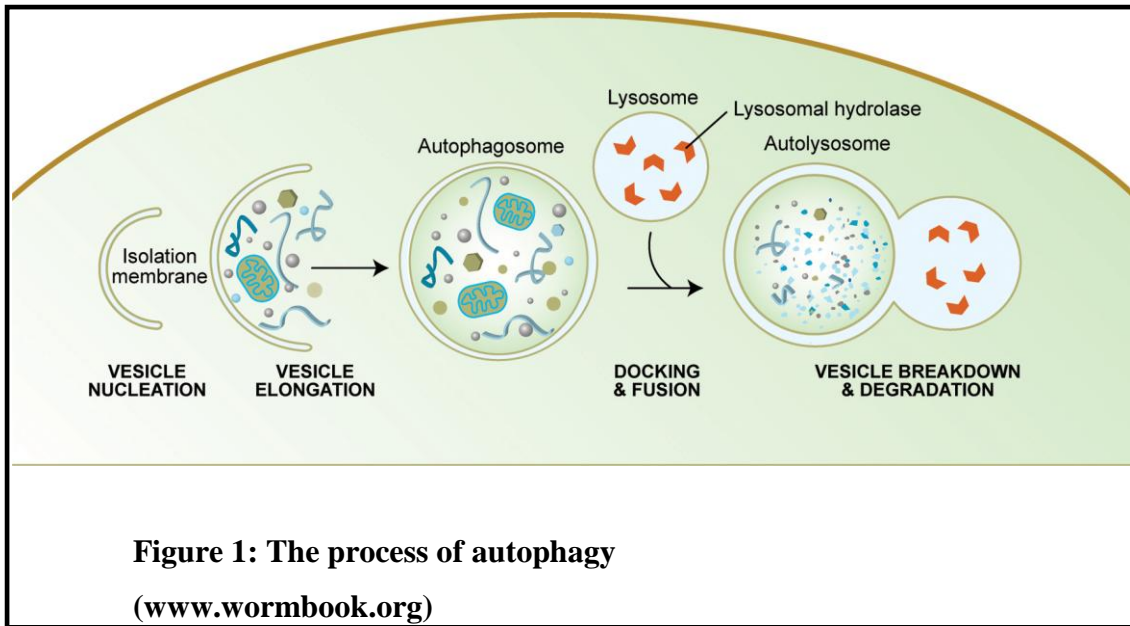 Lysosome
Lysosomal hydrolase
Autophagosome
Autolysosome
Isolation
membrane
VESICLE
NUCLEATION
VESICLE
ELONGATION
DOCKING
& FUSION
VESICLE BREAKDOWN
& DEGRADATION
Figure 1: The process of autophagy
(www.wormbook.org)